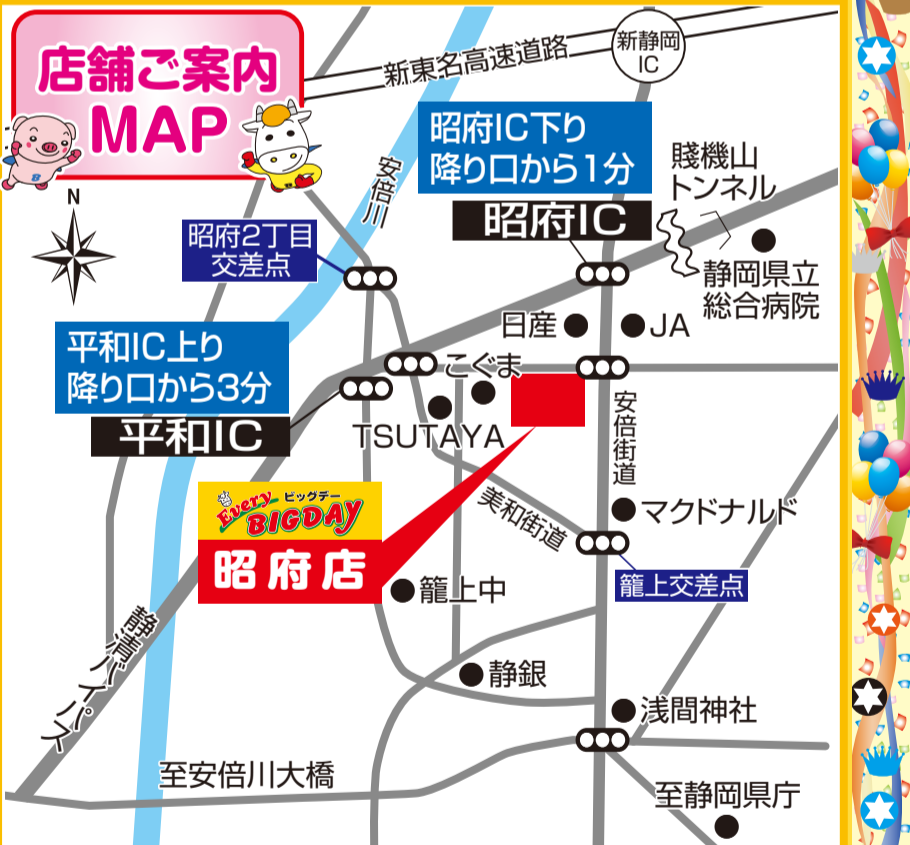 店舗ご案内
MAP
新東名高速道路
新静岡
IC
安倍川
昭府IC下り
降り口から1分
昭府IC
賤機山
トンネル
N
昭府2丁目
交差点
静岡県立
総合病院
日産
JA
平和IC上り
降り口から3分
平和IC
こぐま
TSUTAYA
安倍街道
Every ビッグデー
BIGDAY
昭府店
美和街道
マクドナルド
籠上交差点
籠上中
静清バイパス
静銀
浅間神社
至安倍川大橋
至静岡県庁